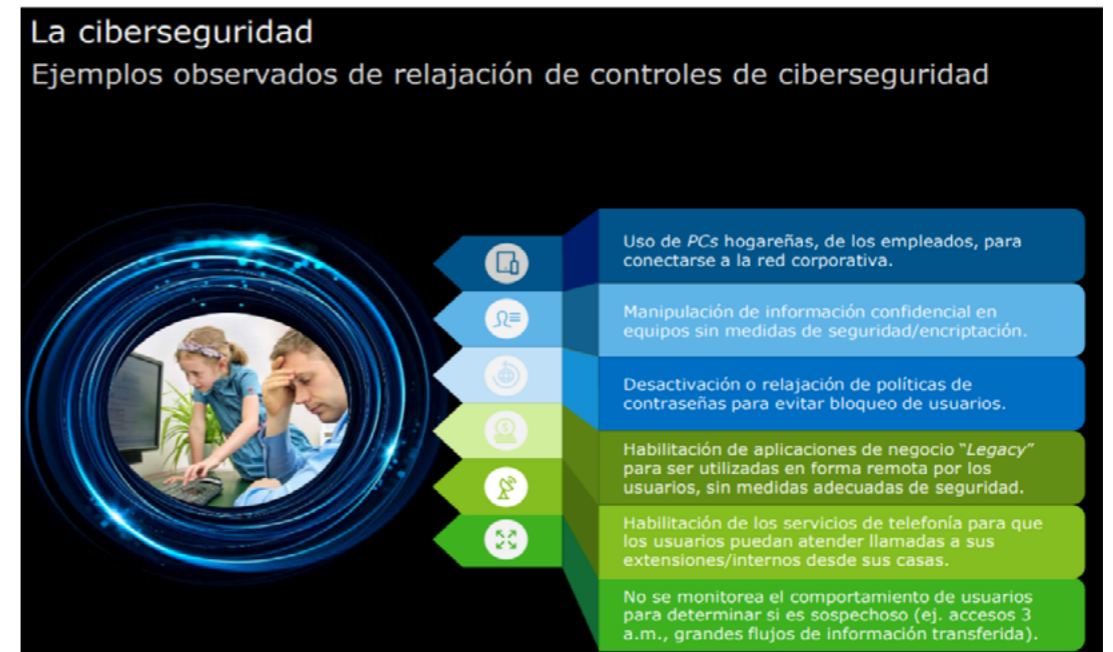 La ciberseguridad
Ejemplos observados de relajación de controles de ciberseguridad
Uso de PCs hogareñas, de los empleados, para
conectarse a la red corporativa.
Manipulación de información confidencial en
equipos sin medidas de seguridad/encriptación.
Desactivación o relajación de políticas de
contraseñas para evitar bloqueo de usuarios.
Habilitación de aplicaciones de negocio "Legacy"
para ser utilizadas en forma remota por los
usuarios, sin medidas adecuadas de seguridad.
Habilitación de los servicios de telefonía para que
los usuarios puedan atender llamadas a sus
extensiones/internos desde sus casas.
No se monitorea el comportamiento de usuarios
para determinar si es sospechoso (ej. accesos 3
a.m., grandes flujos de información transferida).